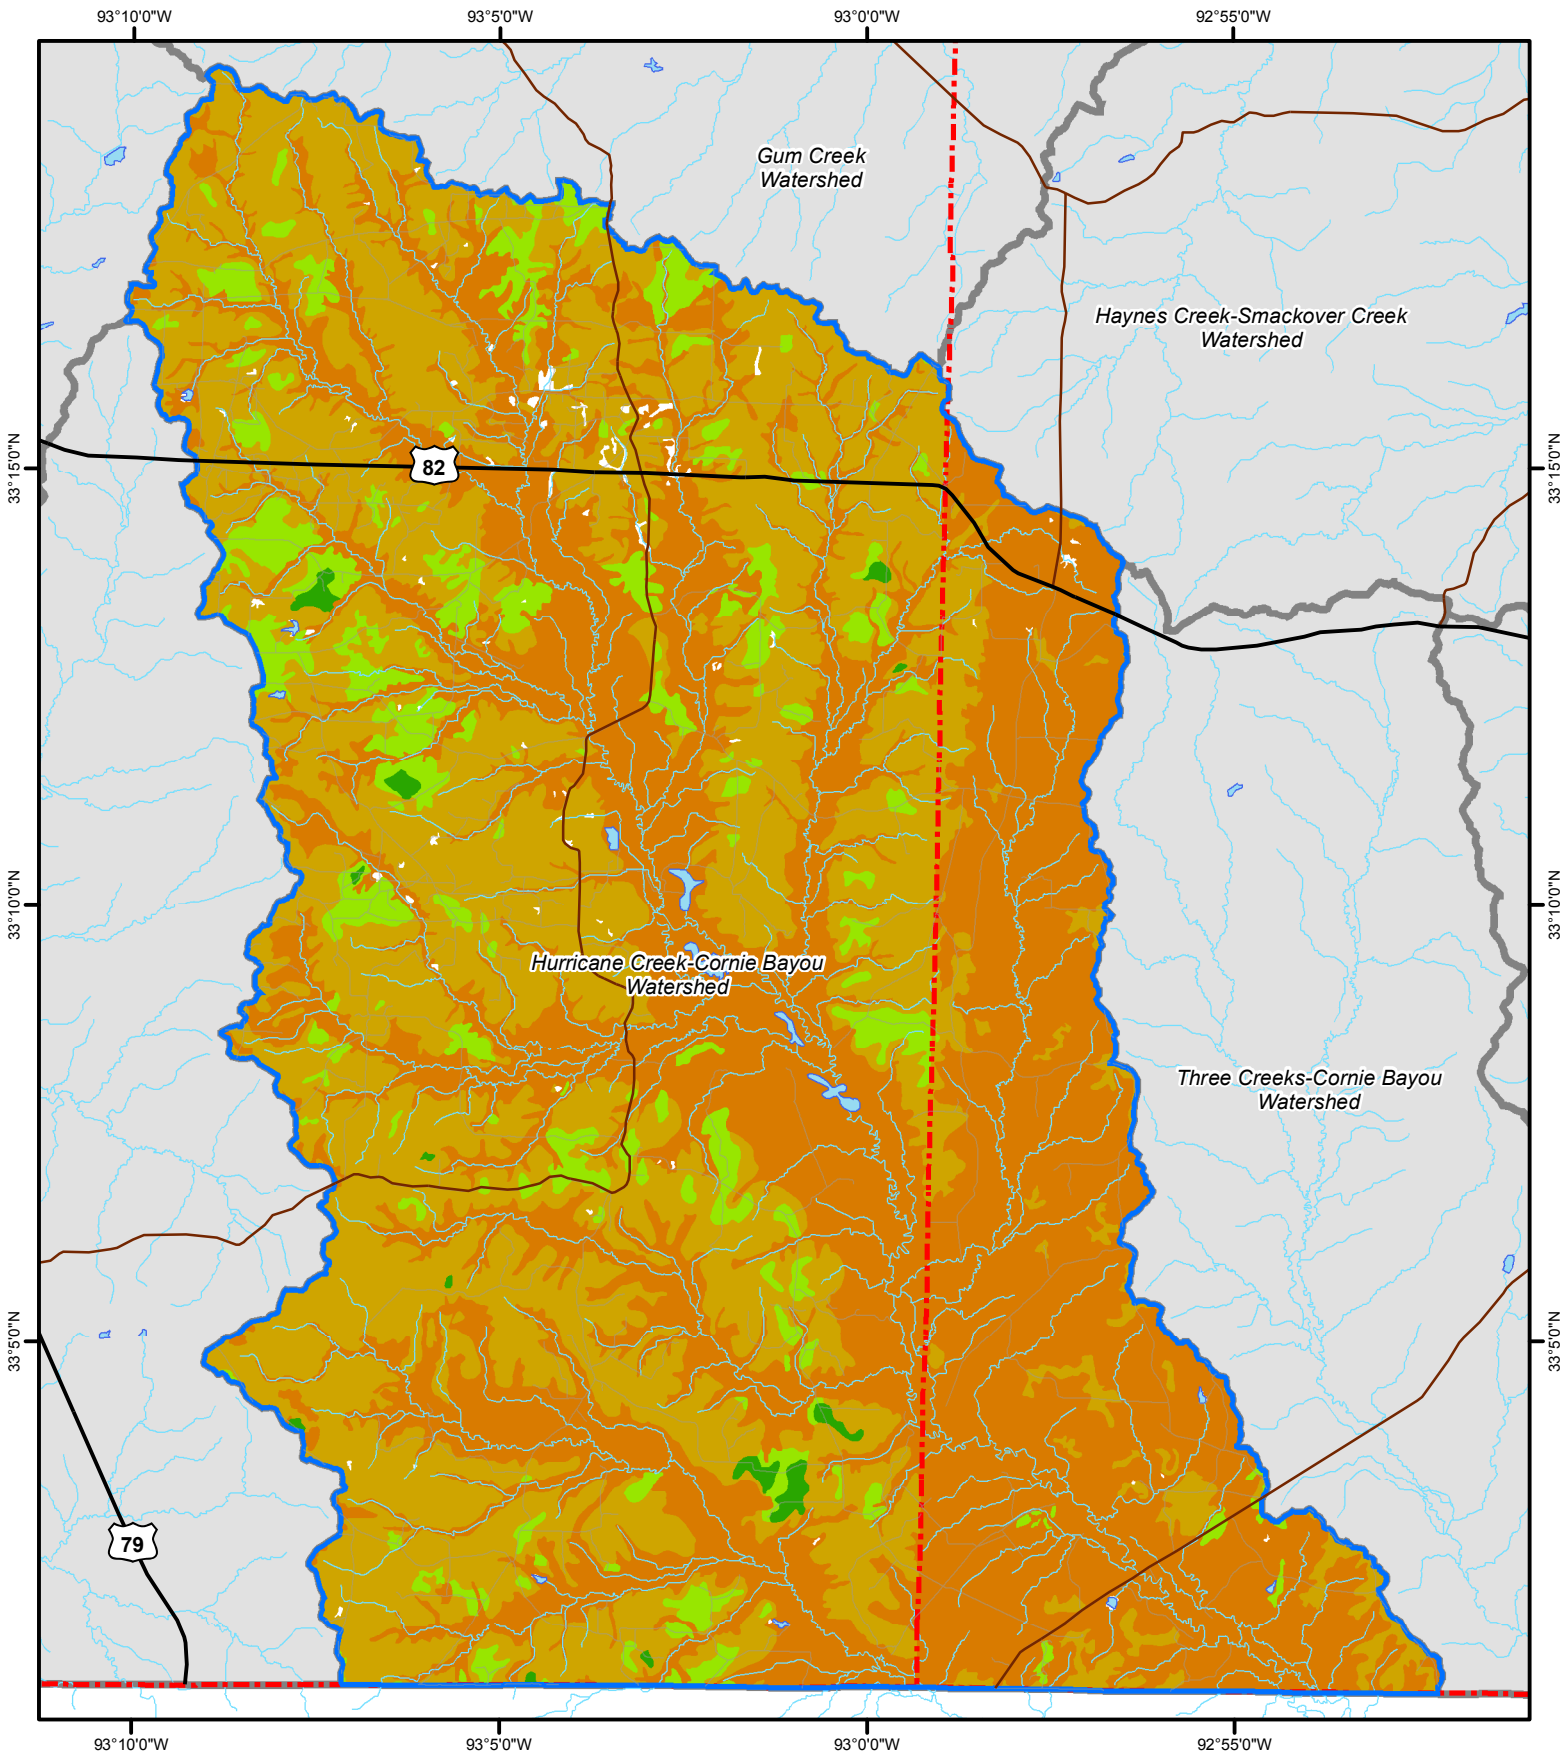 93°10'0"W
93°5'0"W
93°0'0"W
92°55'0"W
Gum Creek
Watershed
Haynes Creek-Smackover Creek
Watershed
33°15'0"N
82
33°15'0"N
33°10'0"N
33°10'0"N
Hurricane Creek-Cornie Bayou
Watershed
Three Creeks-Cornie Bayou
Watershed
33°5'0"N
33°5'0"N
79
93°10'0"W
93°5'0"W
93°0'0"W
92°55'0"W